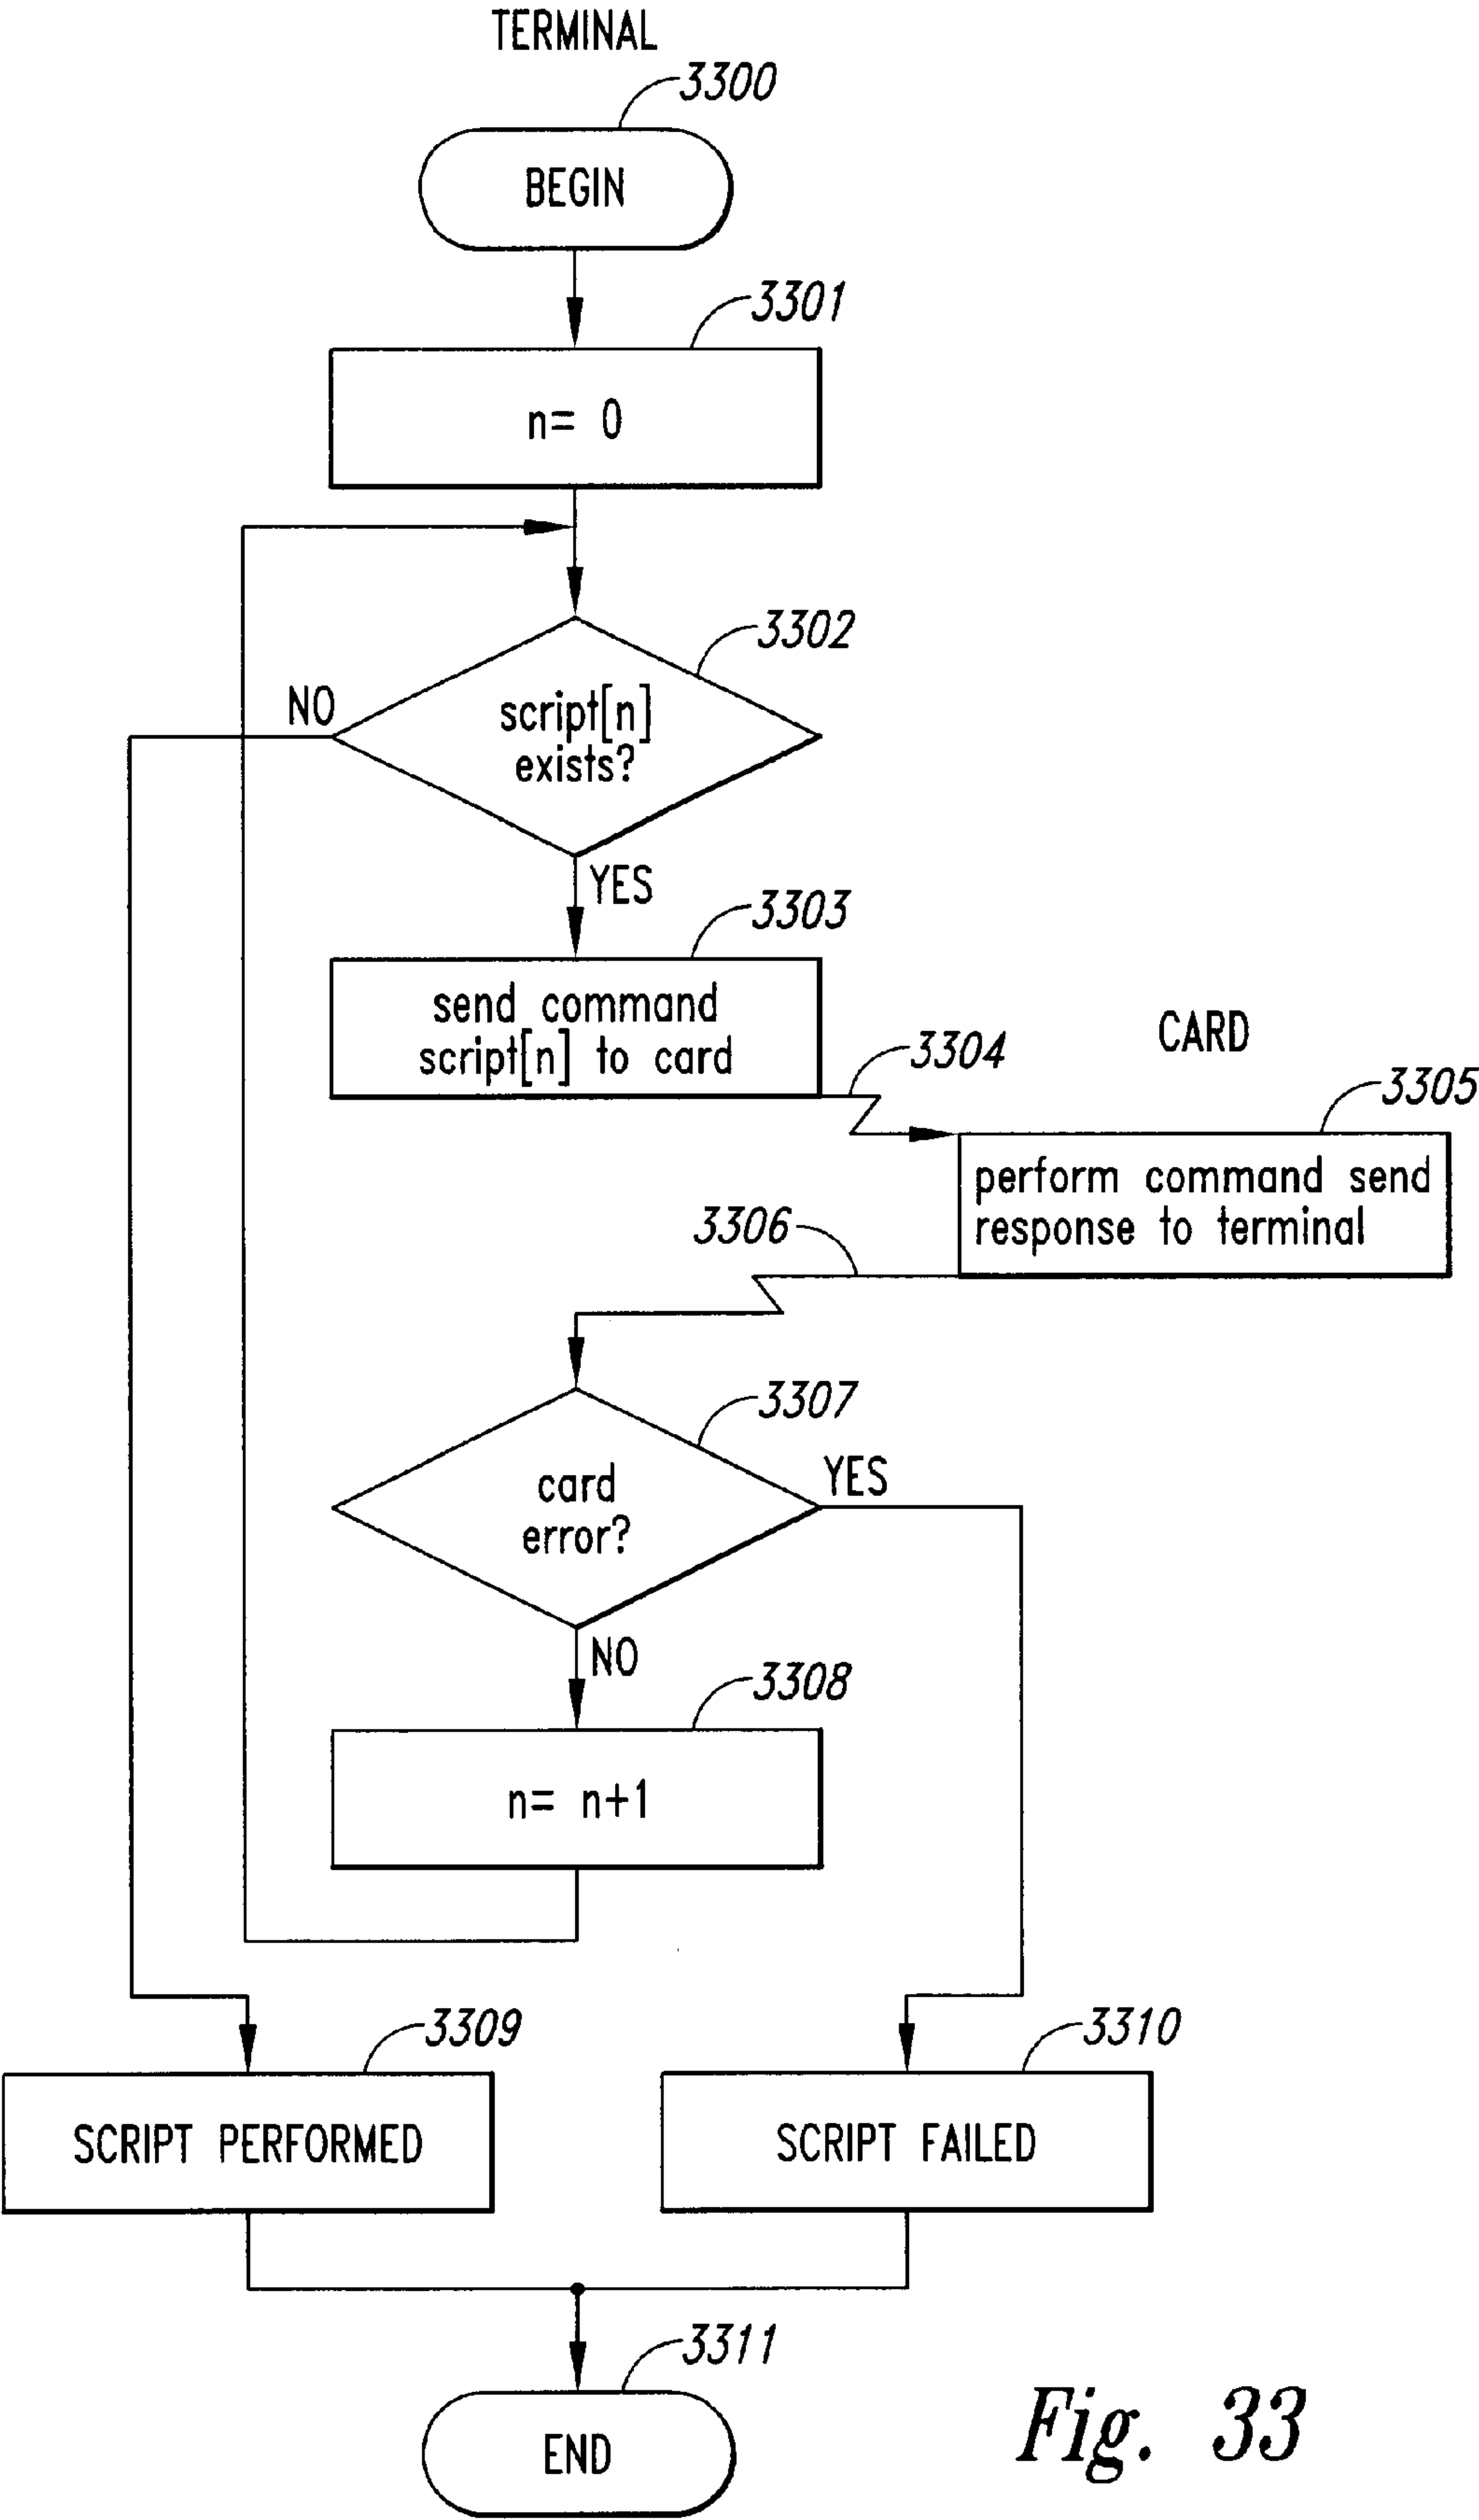 TERMINAL
3300
BEGIN
3301
n= 0
3302
NO
script[n]
exists?
YES
3303
send command
script[n] to card
3304
CARD
3305
perform command send
response to terminal
3306
3307
card
error?
YES
NO
3308
n= n+1
3309
3310
SCRIPT PERFORMED
SCRIPT FAILED
3311
END
Fig. 33